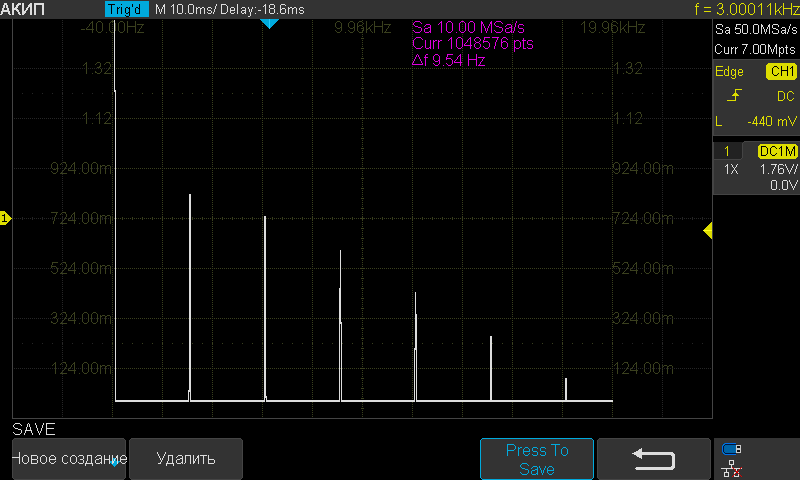 АКИП Trig'd M 10.0ms/ Delay:-18.6ms f = 3.00011kHz
-40.00Hz 9.96kHz 19.96kHz
Sa 10.00 MSa/s
Curr 1048576 pts
Δf 9.54 Hz
Sa 50.0MSa/s
Curr 7.00Mpts
Edge CH1
DC
L -440 mV
1 DC1M
1X 1.76V/
0.0V
1.32 1.32
1.12 1.12
924.00m 924.00m
1 724.00m 724.00m
524.00m 524.00m
324.00m 324.00m
124.00m 124.00m
SAVE
Новое создание Удалить Press To
Save